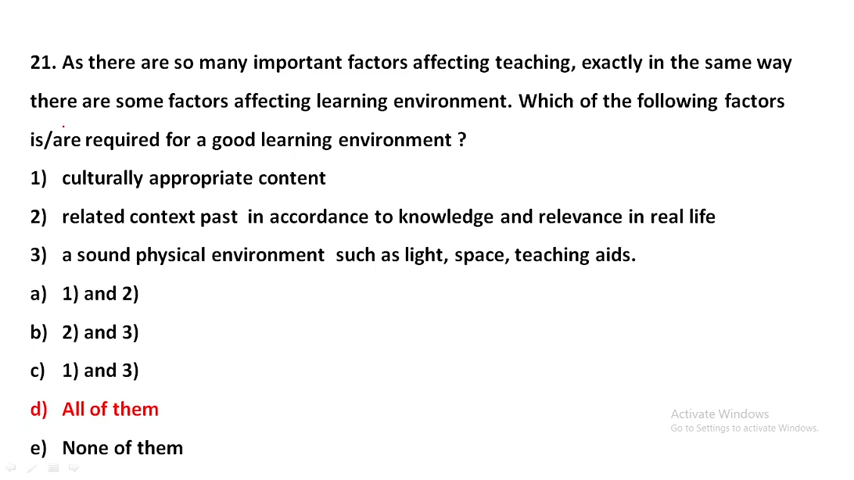 21. As there are so many important factors affecting teaching, exactly in the same way
there are some factors affecting learning environment. Which of the following factors
is/are required for a good learning environment ?
1) culturally appropriate content
2) related context past in accordance to knowledge and relevance in real life
3) a sound physical environment such as light, space, teaching aids.
a) 1) and 2)
b) 2) and 3)
c) 1) and 3)
d) All of them
e) None of them
Activate Windows
Go to Settings to activate Windows.